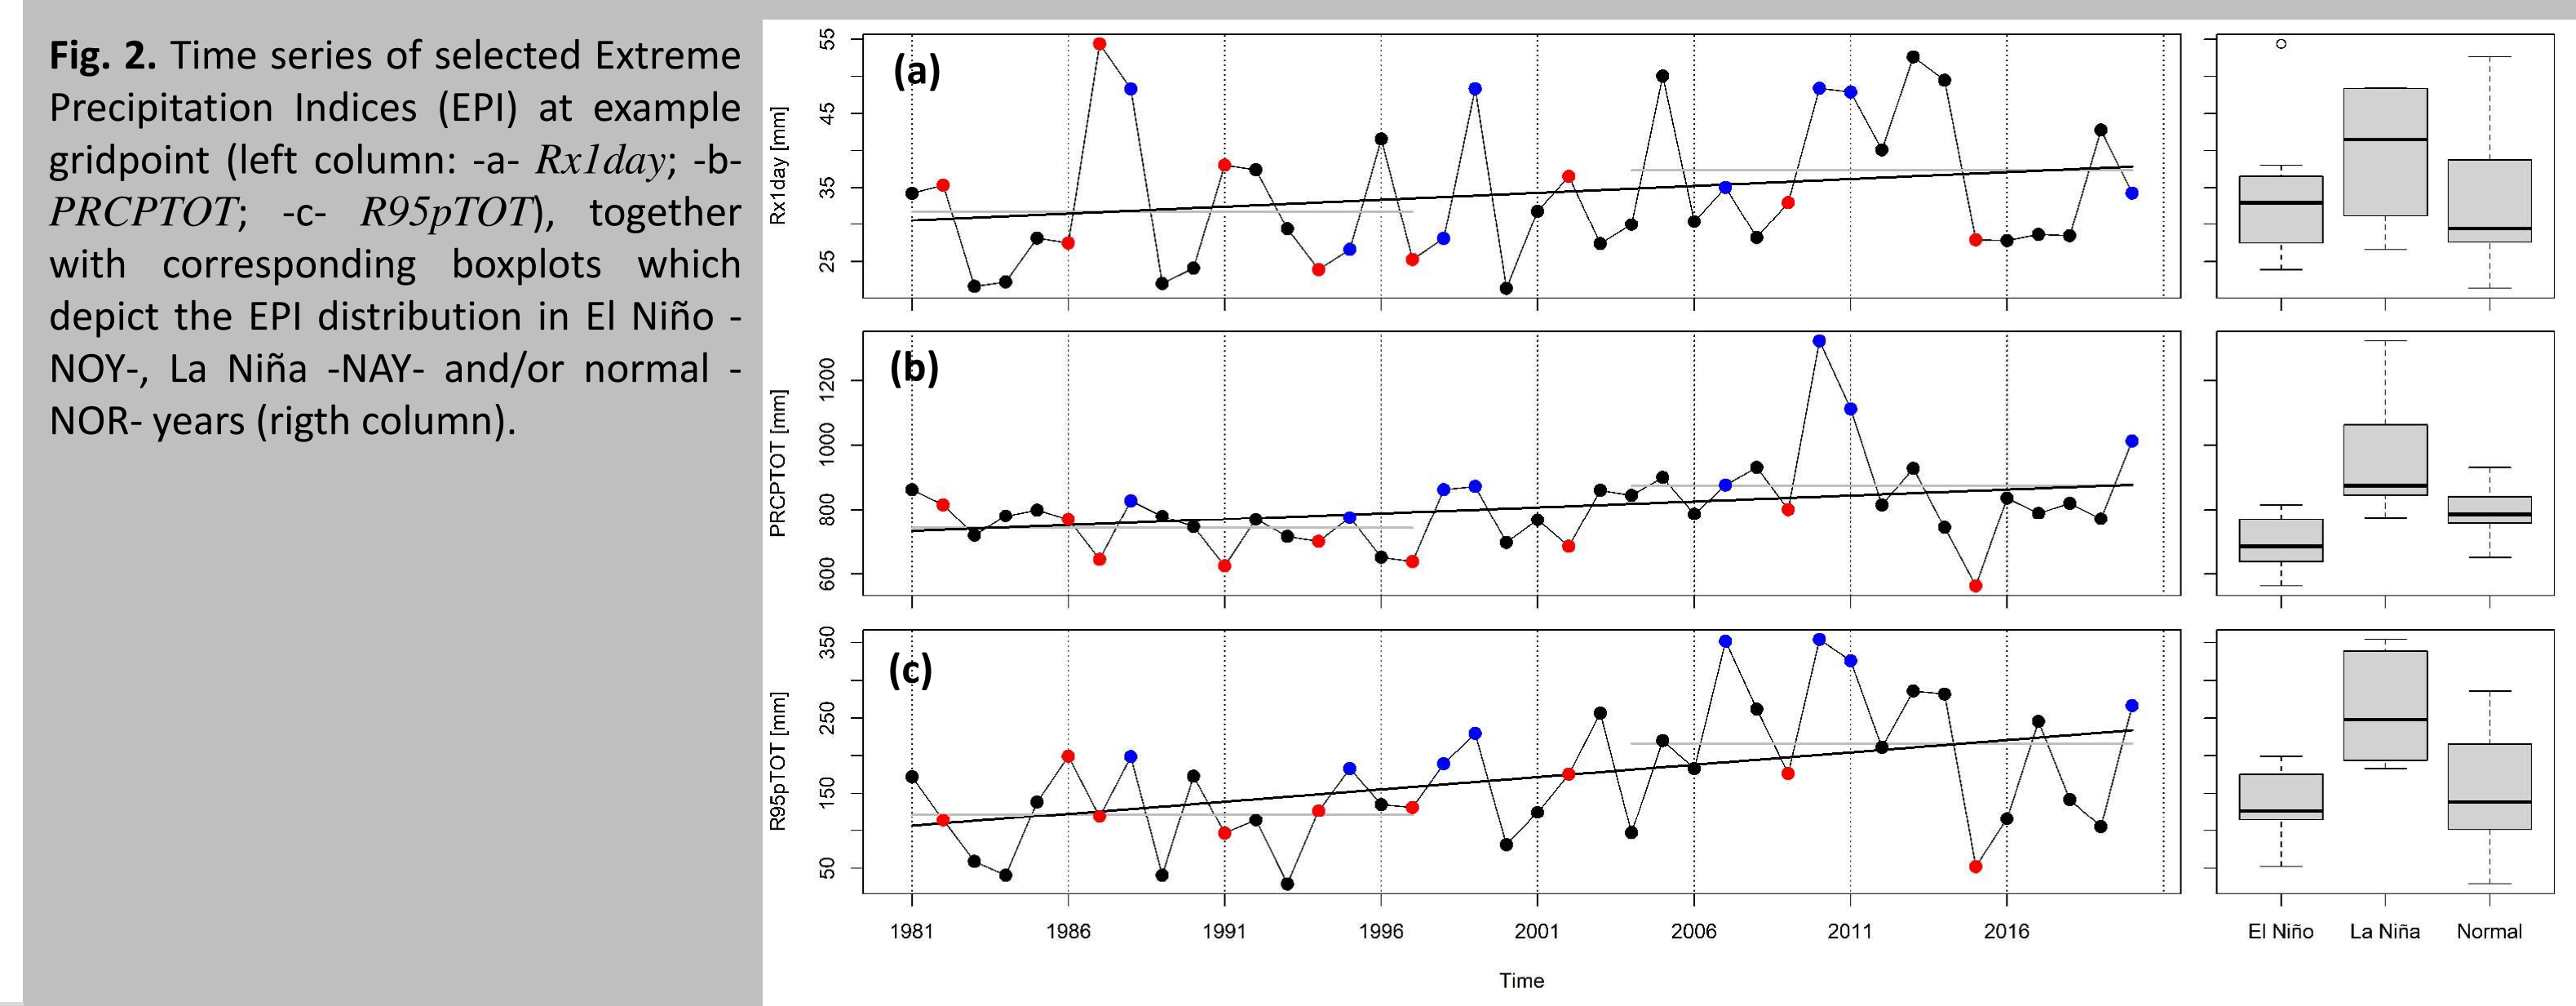 Fig. 2. Time series of selected Extreme
Precipitation Indices (EPI) at example
gridpoint (left column: -a- Rx1day; -b-
PRCPTOT; -c- R95pTOT), together
with corresponding boxplots which
depict the EPI distribution in El Niño -
NOY-, La Niña -NAY- and/or normal -
NOR- years (rigth column).
(a)
Rx1day [mm]
55
45
35
25
(b)
PRCPTOT [mm]
1200
1000
800
600
(c)
R95pTOT [mm]
350
250
150
50
1981 1986 1991 1996 2001 2006 2011 2016
Time
El Niño La Niña Normal